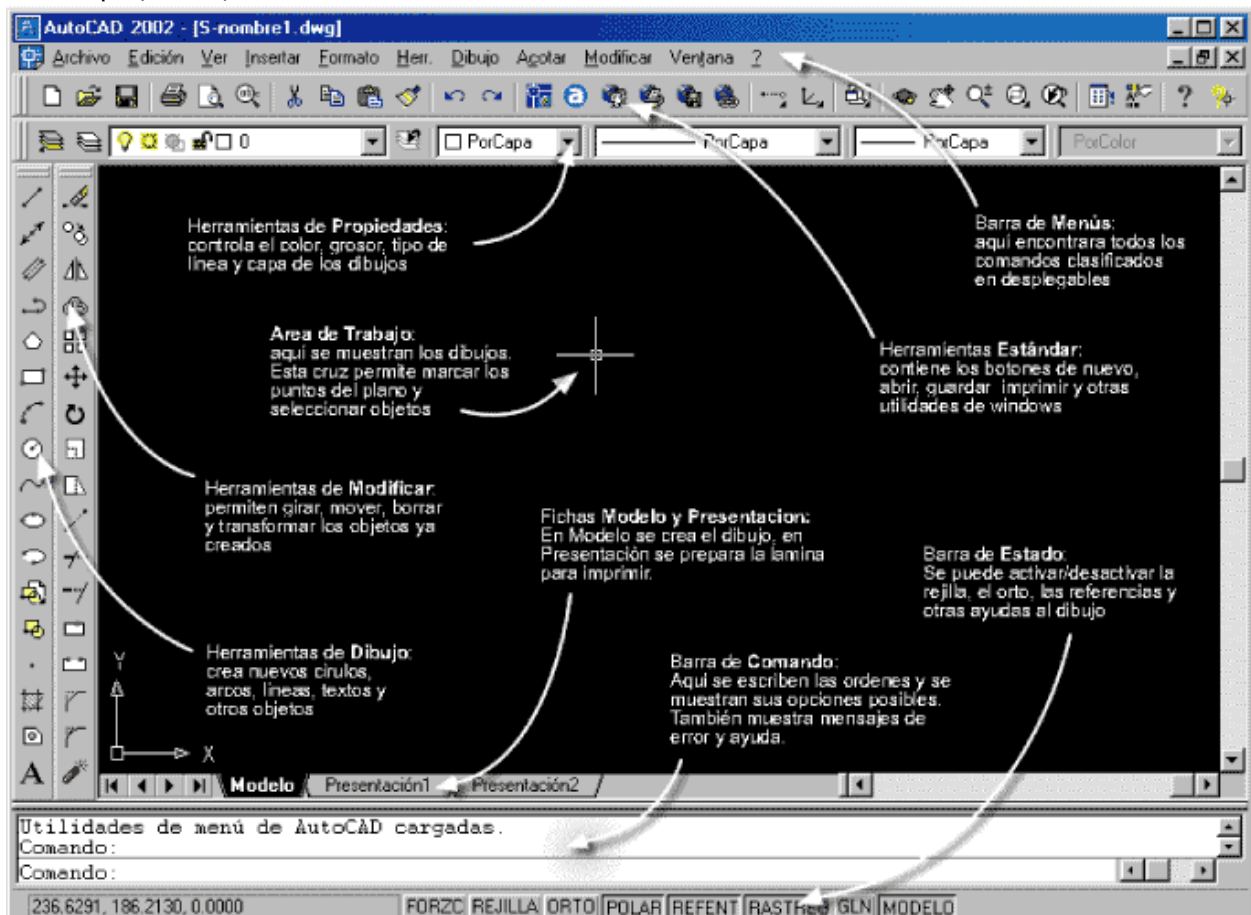 AutoCAD 2002 - [S-nombre1.dwg]
Archivo Edición Ver Insertar Formato Herr. Dibujo Acotar Modificar Ventana ?
0 PorCapa PorCapa PorCapa PorColor
Herramientas de Propiedades:
controla el color, grosor, tipo de
línea y capa de los dibujos
Barra de Menús:
aquí encontrara todos los
comandos clasificados
en desplegables
Area de Trabajo:
aquí se muestran los dibujos.
Esta cruz permite marcar los
puntos del plano y
seleccionar objetos
Herramientas Estándar:
contiene los botones de nuevo,
abrir, guardar imprimir y otras
utilidades de windows
Herramientas de Modificar:
permiten girar, mover, borrar
y transformar los objetos ya
creados
Fichas Modelo y Presentacion:
En Modelo se crea el dibujo, en
Presentación se prepara la lamina
para imprimir.
Barra de Estado:
Se puede activar/desactivar la
rejilla, el orto, las referencias y
otras ayudas al dibujo
Herramientas de Dibujo:
crea nuevos cirulos,
arcos, lineas, textos y
otros objetos
Barra de Comando:
Aqui se escriben las ordenes y se
muestran sus opciones posibles.
También muestra mensajes de
error y ayuda.
Y
X
A
Modelo Presentación1 Presentación2
Utilidades de menú de AutoCAD cargadas.
Comando:
Comando:
236.6291, 186.2130, 0.0000 FORZC REJILLA ORTO POLAR REFENT RASTREO GLN MODELO